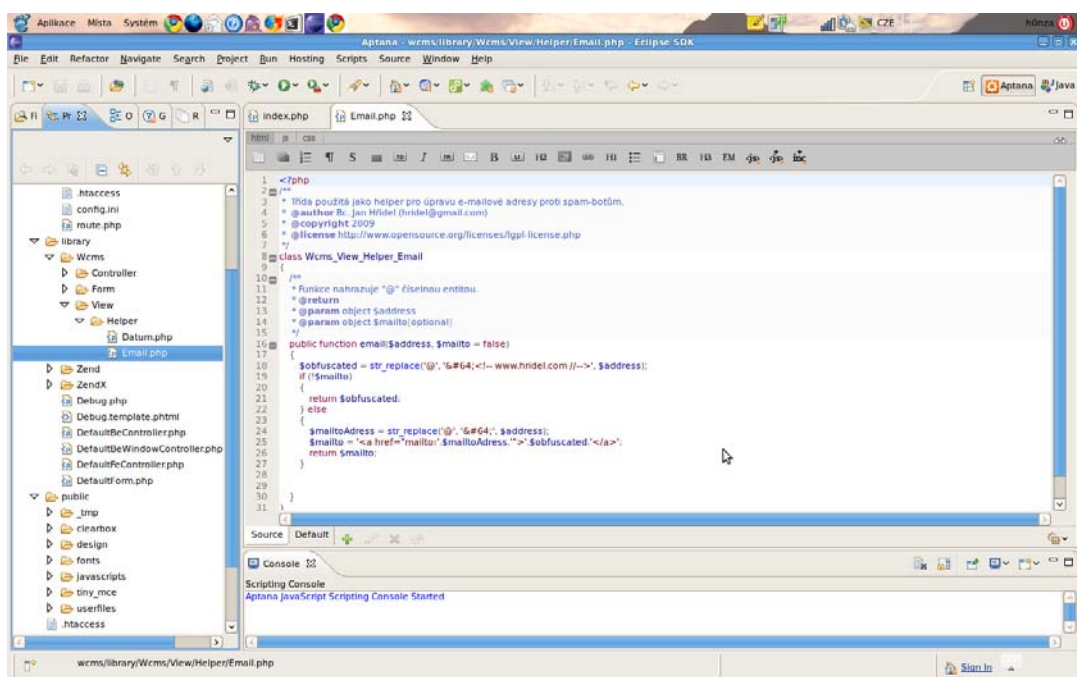 Aplikace Místa Systém
CZE
h0nza
Aptana - wcms/library/Wcms/View/Helper/Email.php - Eclipse SDK
File Edit Refactor Navigate Search Project Run Hosting Scripts Source Window Help
Aptana Java
Fi Pr O G R
index.php Email.php
html js css
B H2 H1 BR H3 EM
.htaccess
config.ini
route.php
library
Wcms
Controller
Form
View
Helper
Datum.php
Email.php
Zend
ZendX
Debug.php
Debug.template.phtml
DefaultBeController.php
DefaultBeWindowController.php
DefaultFeController.php
DefaultForm.php
public
_tmp
clearbox
design
fonts
javascripts
tiny_mce
userfiles
.htaccess
1 <?php
2 /**
3 * Třída použitá jako helper pro úpravu e-mailové adresy proti spam-botům.
4 * @author Bc. Jan Hřídel (hridel@gmail.com)
5 * @copyright 2009
6 * @license http://www.opensource.org/licenses/lgpl-license.php
7 */
8 class Wcms_View_Helper_Email
9 {
10 /**
11 * Funkce nahrazuje "@" číselnou entitou.
12 * @return
13 * @param object $address
14 * @param object $mailto[optional]
15 */
16 public function email($address, $mailto = false)
17 {
18 $obfuscated = str_replace('@', '&#64;<!-- www.hridel.com //-->', $address);
19 if (!$mailto)
20 {
21 return $obfuscated;
22 } else
23 {
24 $mailtoAdress = str_replace('@', '&#64;', $address);
25 $mailto = '<a href="mailto:'.$mailtoAdress.'">'.$obfuscated.'</a>';
26 return $mailto;
27 }
28
29
30 }
31 }
Source Default
Console
Scripting Console
Aptana JavaScript Scripting Console Started
wcms/library/Wcms/View/Helper/Email.php
Sign In